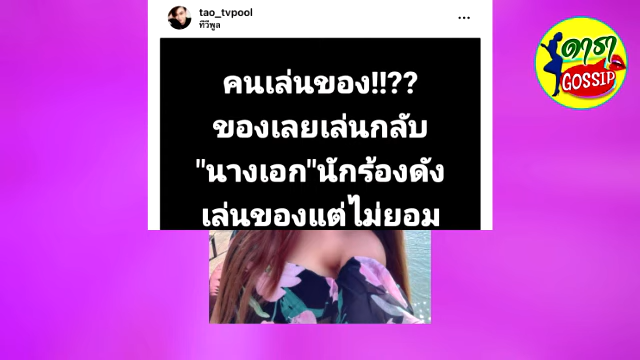 tao_tvpool
ทีวีพูล
คนเล่นของ!!??
ของเลยเล่นกลับ
"นางเอก"นักร้องดัง
เล่นของแต่ไม่ยอม
ดารา
GOSSIP